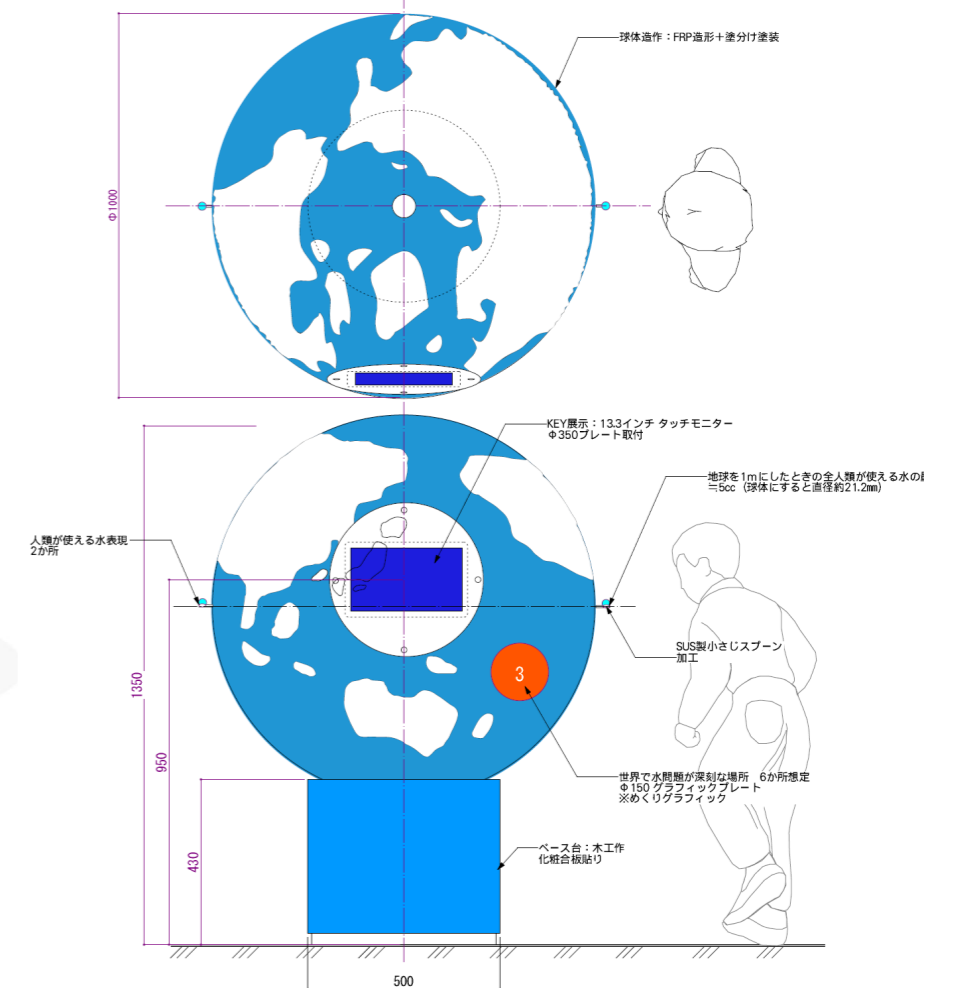 球体造作：FRP造形＋塗分け塗装
Φ1000
KEY展示：13.3インチ タッチモニター
Φ350プレート取付
地球を1mにしたときの全人類が使える水の
≒5cc（球体にすると直径約21.2mm）
人類が使える水表現
2か所
SUS製小さじスプーン
加工
3
1350
950
世界で水問題が深刻な場所　6か所想定
Φ150 グラフィックプレート
※めくりグラフィック
430
ベース台：木工作
化粧合板貼り
500